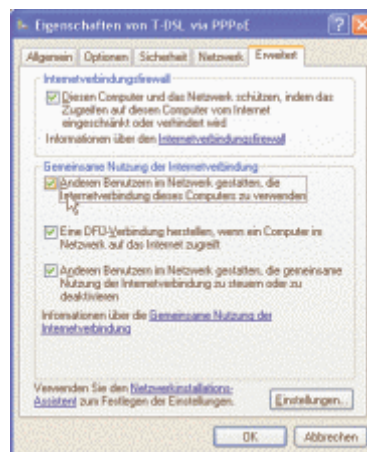 Eigenschaften von T-DSL via PPPoE
Allgemein Optionen Sicherheit Netzwerk Erweitert
Internetverbindungsfirewall
Diesen Computer und das Netzwerk schützen, indem das
Zugreifen auf diesen Computer vom Internet
eingeschränkt oder verhindert wird
Informationen über den Internetverbindungsfirewall
Gemeinsame Nutzung der Internetverbindung
Anderen Benutzern im Netzwerk gestatten, die
Internetverbindung dieses Computers zu verwenden
Eine DFÜ-Verbindung herstellen, wenn ein Computer im
Netzwerk auf das Internet zugreift
Anderen Benutzern im Netzwerk gestatten, die gemeinsame
Nutzung der Internetverbindung zu steuern oder zu
deaktivieren
Informationen über die Gemeinsame Nutzung der
Internetverbindung
Verwenden Sie den Netzwerkinstallations-
Assistent zum Festlegen der Einstellungen.
Einstellungen...
OK Abbrechen